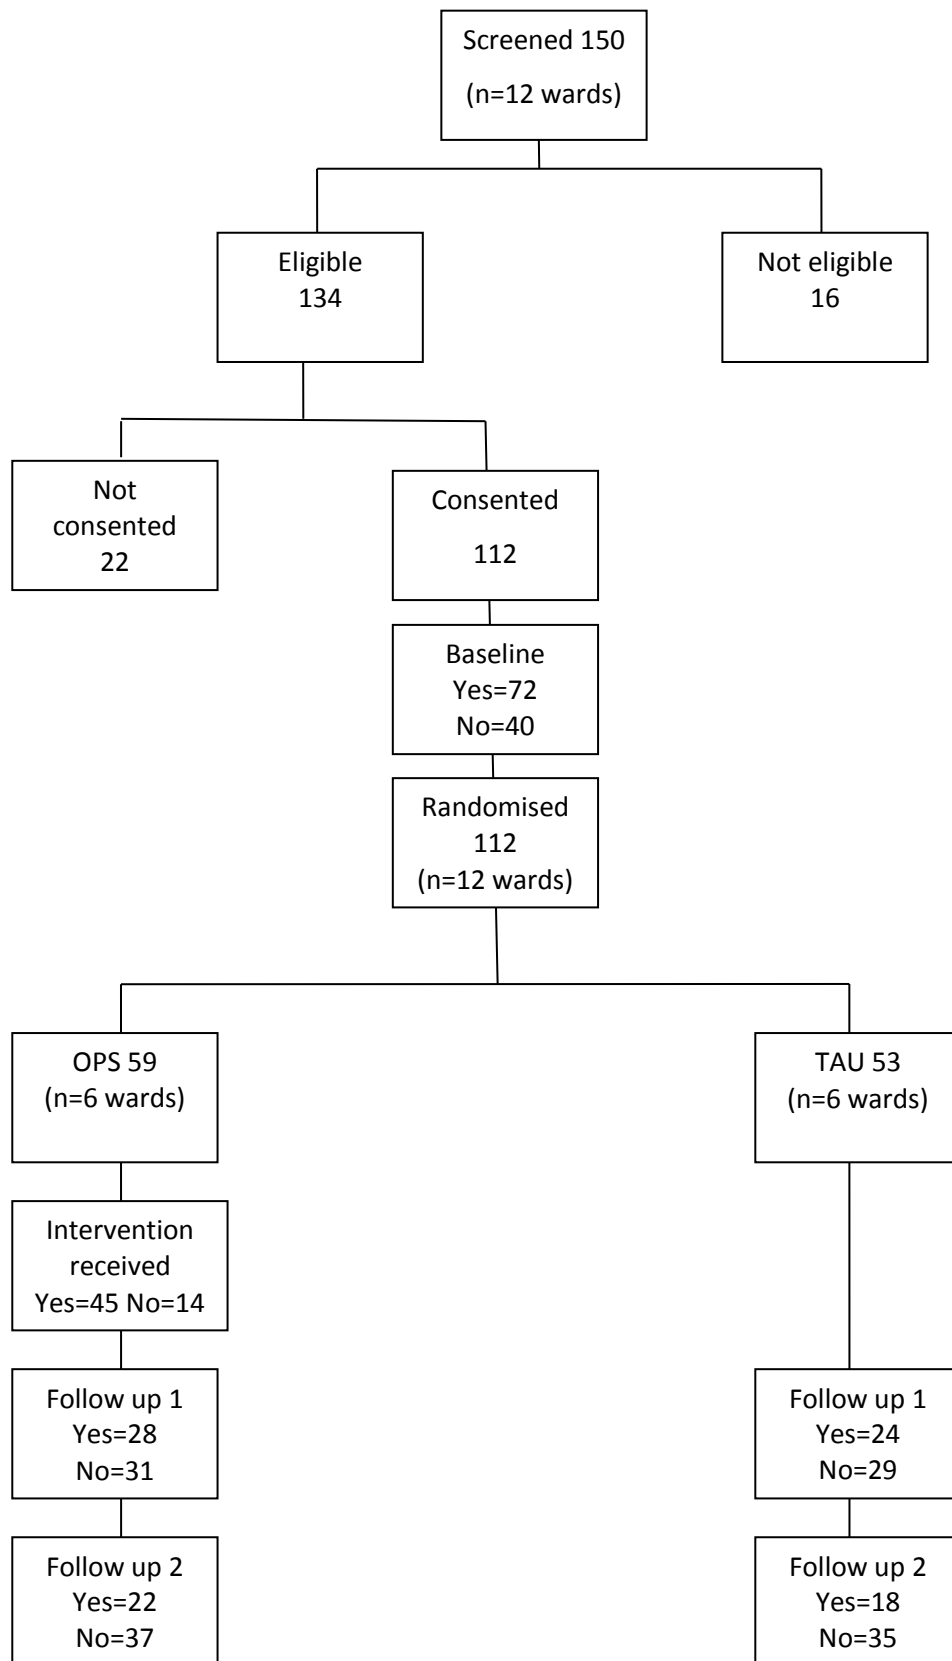 Screened 150
(n=12 wards)
Eligible
134
Not eligible
16
Not
consented
22
Consented
112
Baseline
Yes=72
No=40
Randomised
112
(n=12 wards)
OPS 59
(n=6 wards)
TAU 53
(n=6 wards)
Intervention
received
Yes=45 No=14
Follow up 1
Yes=28
No=31
Follow up 1
Yes=24
No=29
Follow up 2
Yes=22
No=37
Follow up 2
Yes=18
No=35